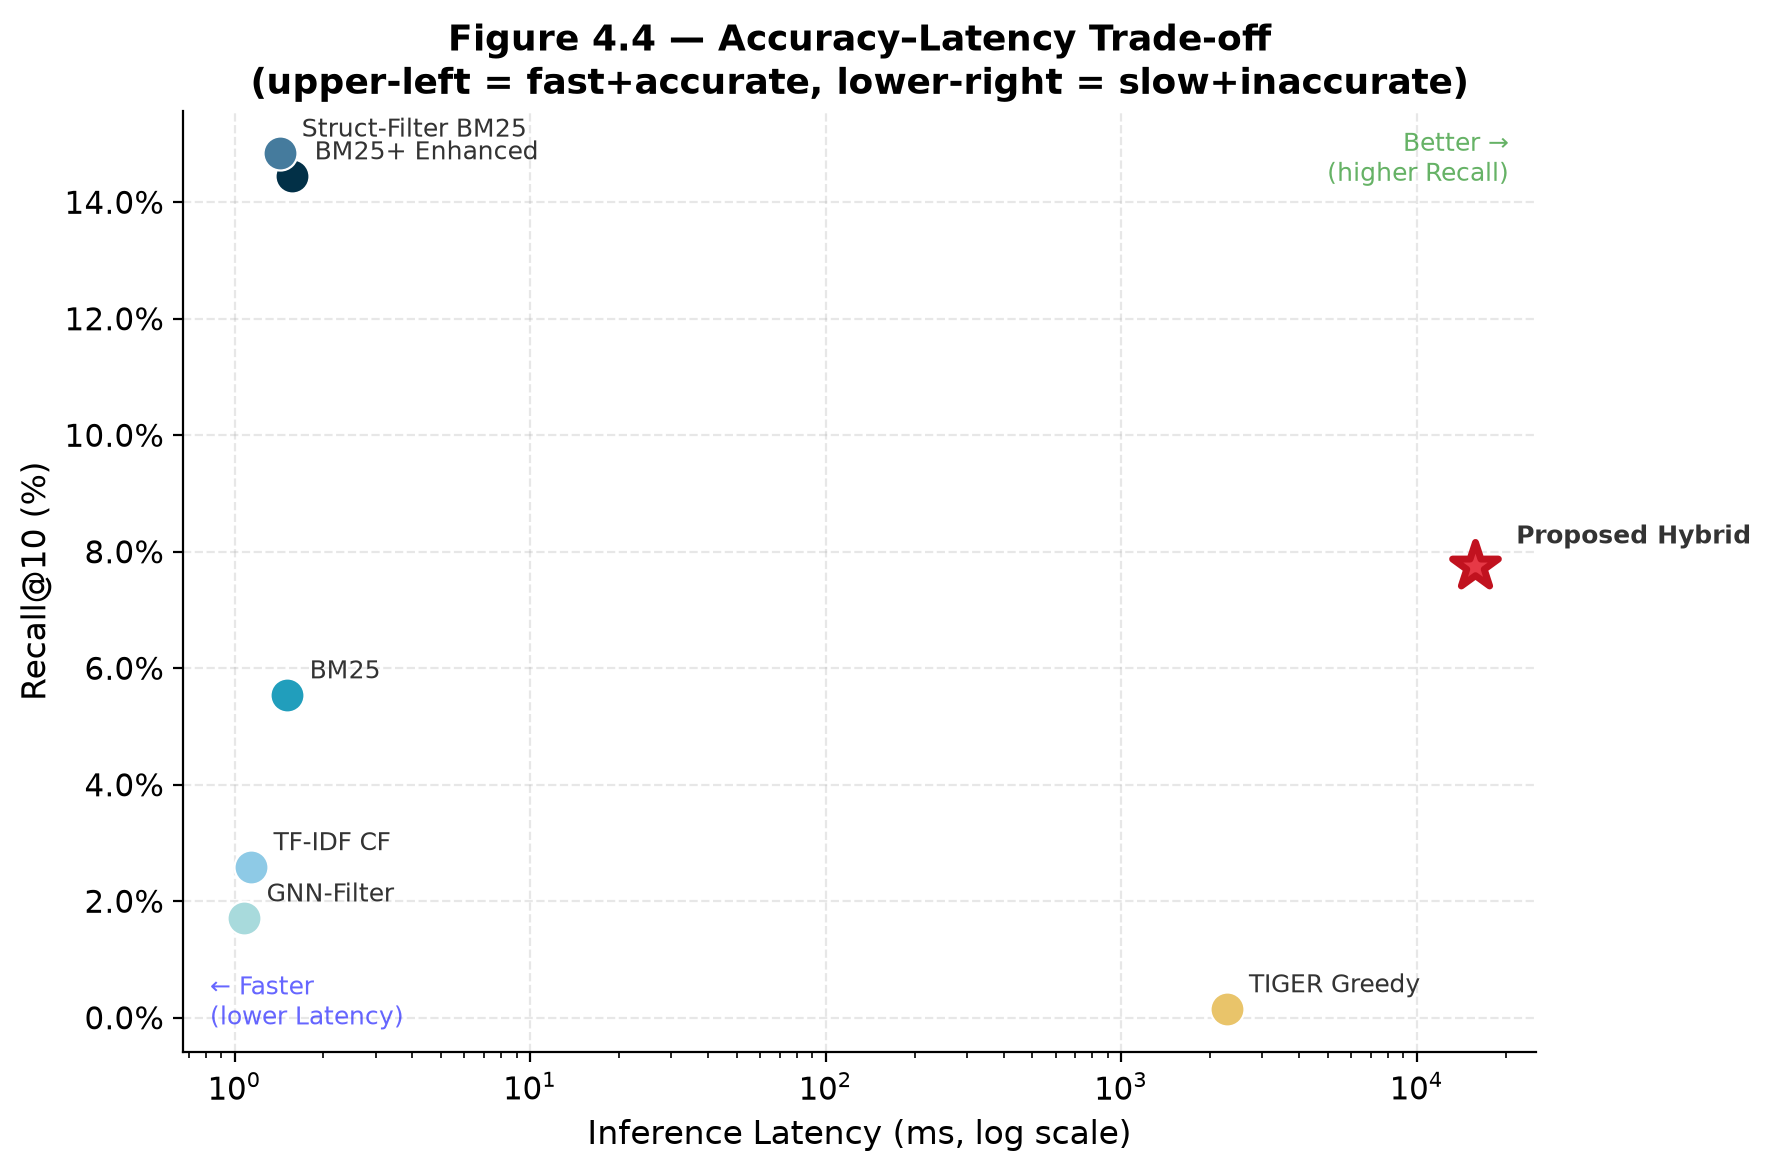 Figure 4.4 — Accuracy–Latency Trade-off
(upper-left = fast+accurate, lower-right = slow+inaccurate)
Struct-Filter BM25
BM25+ Enhanced
Better →
(higher Recall)
14.0%
12.0%
10.0%
8.0%
6.0%
4.0%
2.0%
0.0%
Recall@10 (%)
Proposed Hybrid
BM25
TF-IDF CF
GNN-Filter
← Faster
(lower Latency)
TIGER Greedy
10⁰
10¹
10²
10³
10⁴
Inference Latency (ms, log scale)